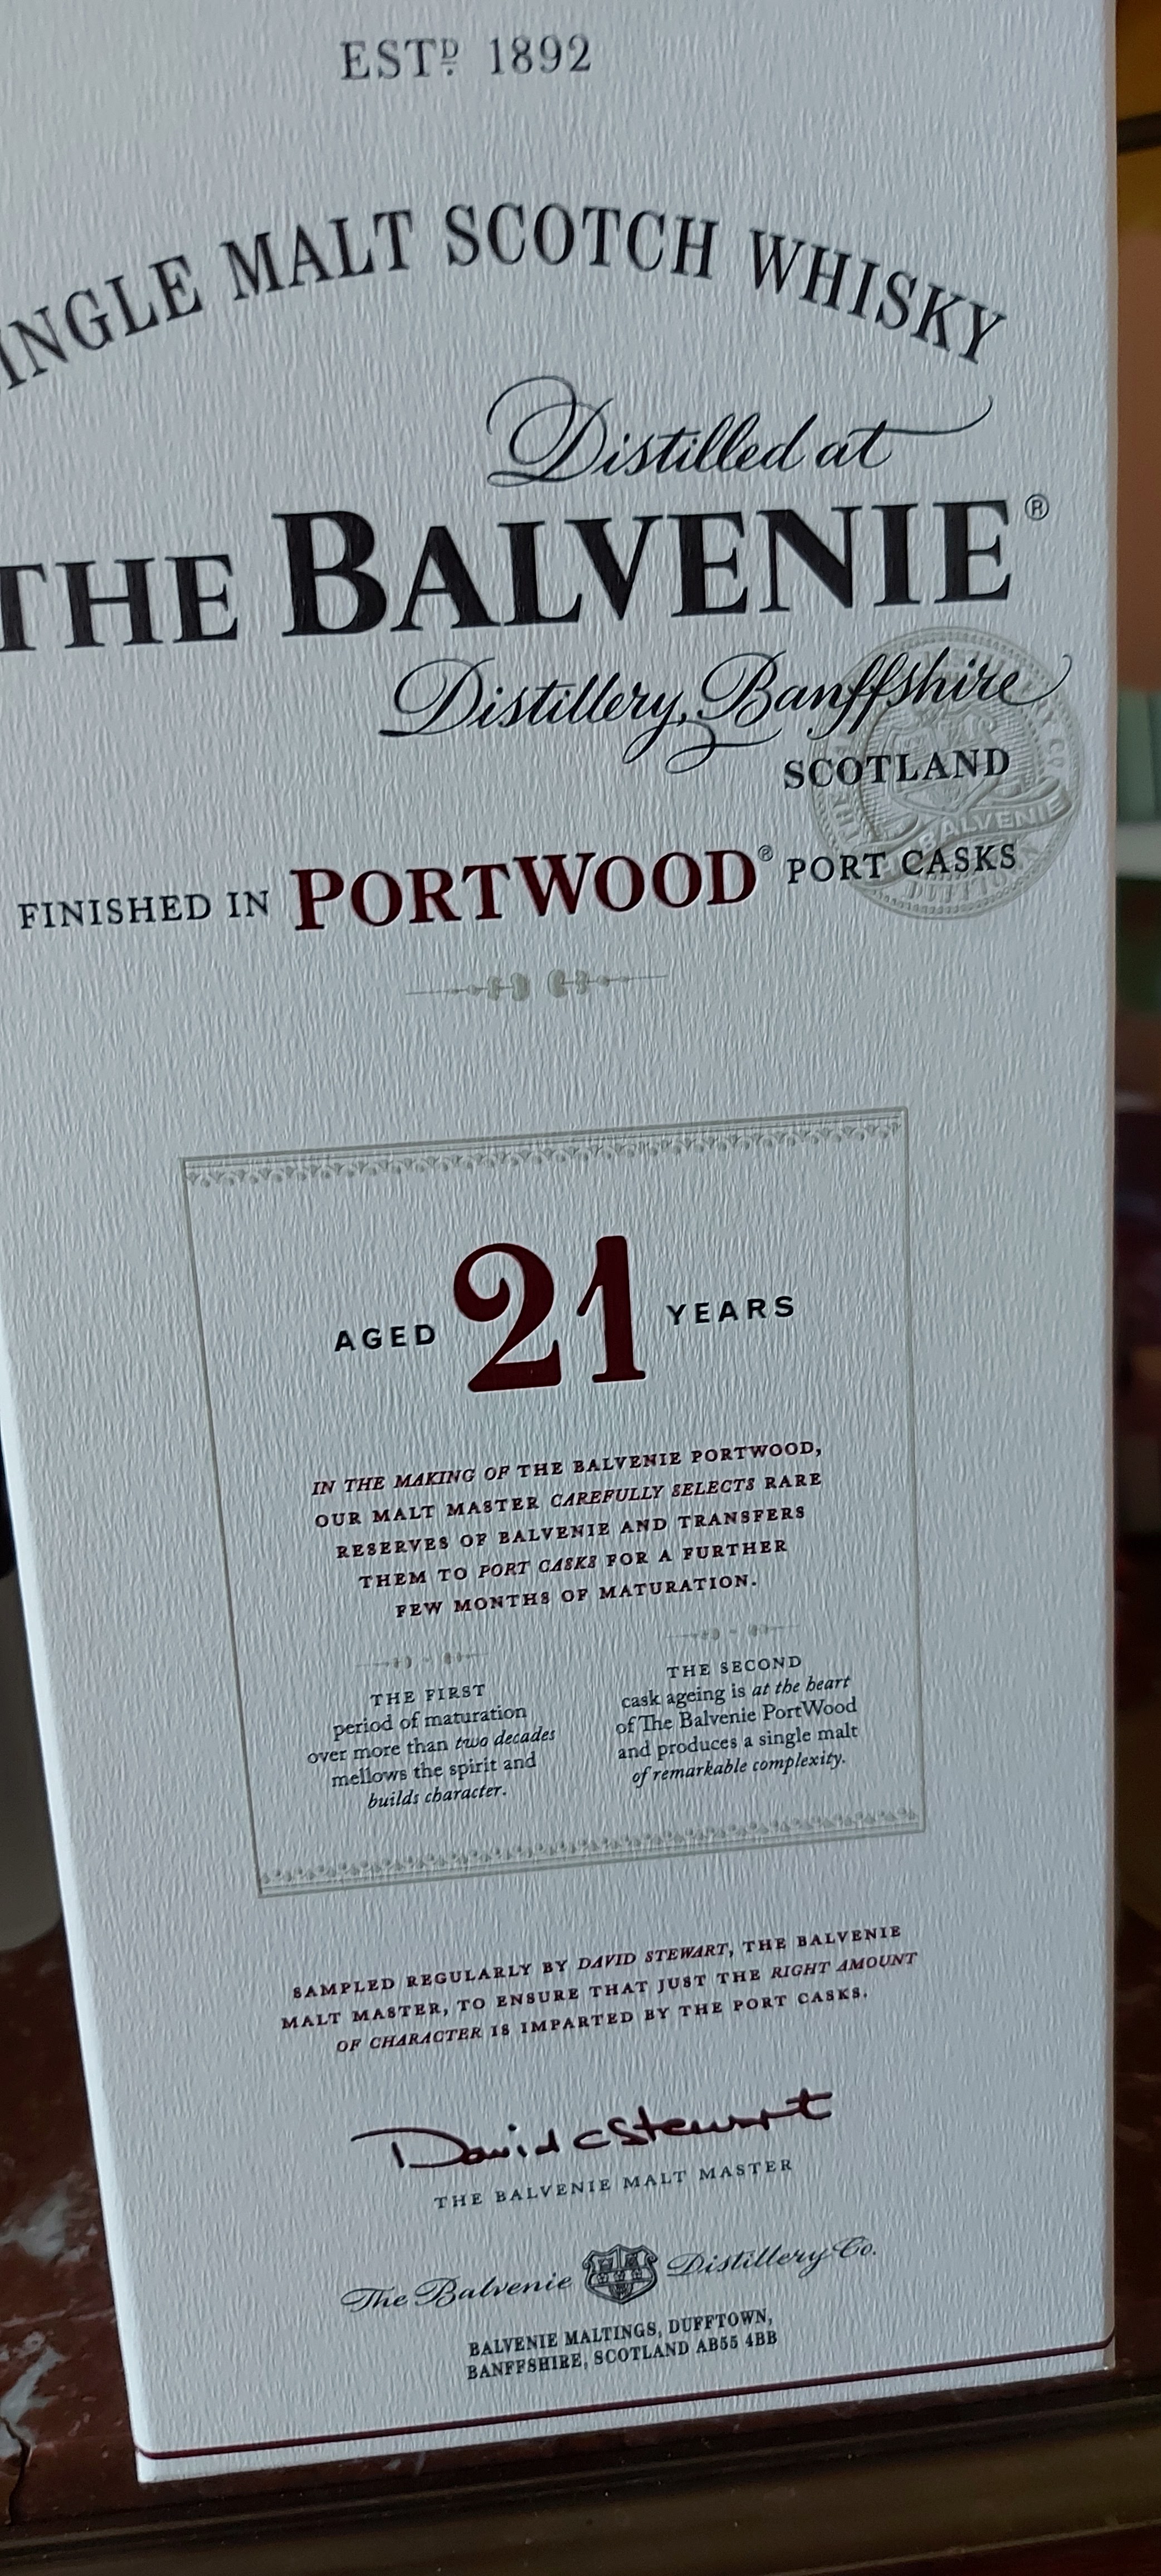 ESTD. 1892
INGLE MALT SCOTCH WHISKY
Distilled at
THE BALVENIE®
Distillery, Banffshire
SCOTLAND
BALVENIE
FINISHED IN PORTWOOD® PORT CASKS
AGED 21 YEARS
IN THE MAKING OF THE BALVENIE PORTWOOD,
OUR MALT MASTER CAREFULLY SELECTS RARE
RESERVES OF BALVENIE AND TRANSFERS
THEM TO PORT CASKS FOR A FURTHER
FEW MONTHS OF MATURATION.
THE FIRST
period of maturation
over more than two decades
mellows the spirit and
builds character.
THE SECOND
cask ageing is at the heart
of The Balvenie PortWood
and produces a single malt
of remarkable complexity.
SAMPLED REGULARLY BY DAVID STEWART, THE BALVENIE
MALT MASTER, TO ENSURE THAT JUST THE RIGHT AMOUNT
OF CHARACTER IS IMPARTED BY THE PORT CASKS.
David C Stewart
THE BALVENIE MALT MASTER
The Balvenie Distillery Co.
BALVENIE MALTINGS, DUFFTOWN,
BANFFSHIRE, SCOTLAND AB55 4BB